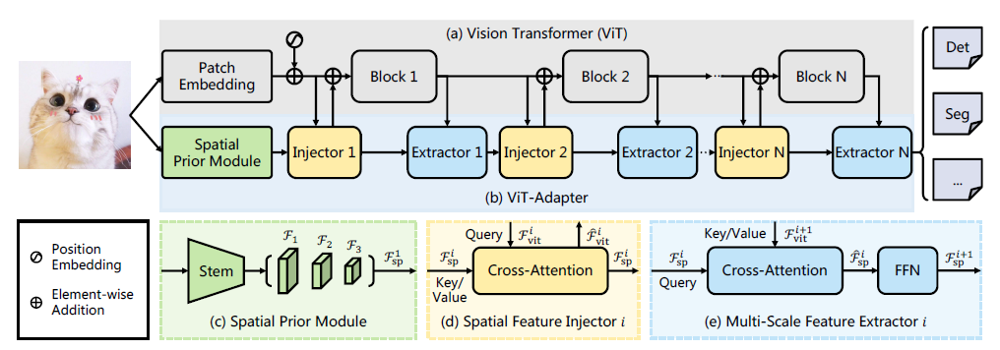 (a) Vision Transformer (ViT)
Patch
Embedding
Block 1
Block 2
...
Block N
Det
Seg
...
Spatial
Prior Module
Injector 1
Extractor 1
Injector 2
Extractor 2
...
Injector N
Extractor N
(b) ViT-Adapter
Position
Embedding
Element-wise
Addition
Stem
ℱ₁
ℱ₂
ℱ₃
ℱ¹sp
(c) Spatial Prior Module
Query
ℱⁱvit
ℱ̂ⁱvit
ℱⁱsp
Key/
Value
Cross-Attention
ℱⁱsp
(d) Spatial Feature Injector i
Key/Value
ℱⁱ⁺¹vit
ℱⁱsp
Query
Cross-Attention
ℱ̂ⁱsp
FFN
ℱⁱ⁺¹sp
(e) Multi-Scale Feature Extractor i